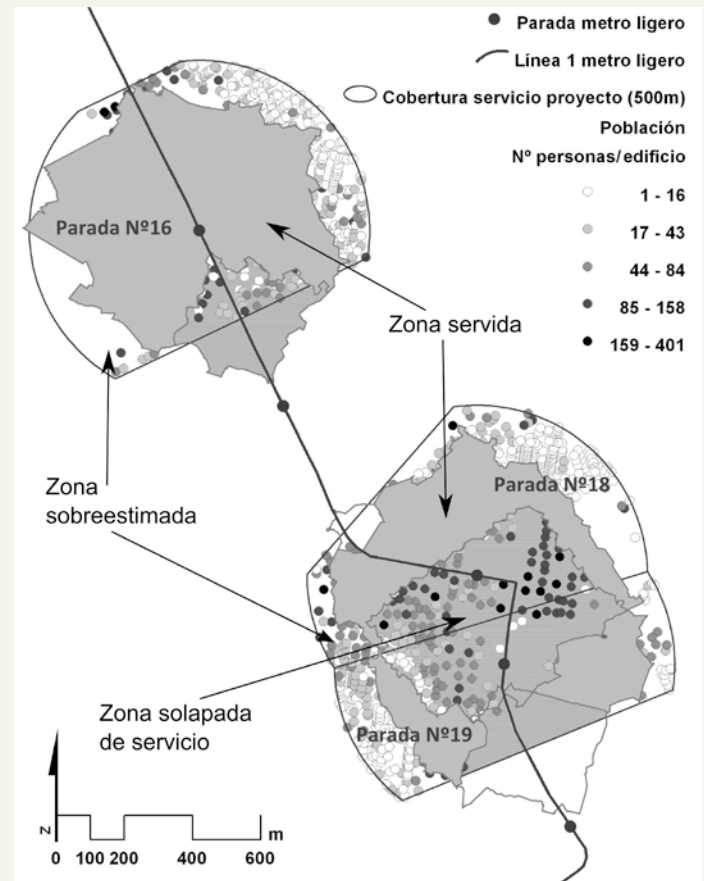 Parada metro ligero
Línea 1 metro ligero
Cobertura servicio proyecto (500m)
Población
Nº personas/edificio
1 - 16
17 - 43
44 - 84
85 - 158
159 - 401
Parada Nº16
Zona servida
Zona
sobreestimada
Parada Nº18
Zona solapada
de servicio
Parada Nº19
N
m
0 100 200 400 600